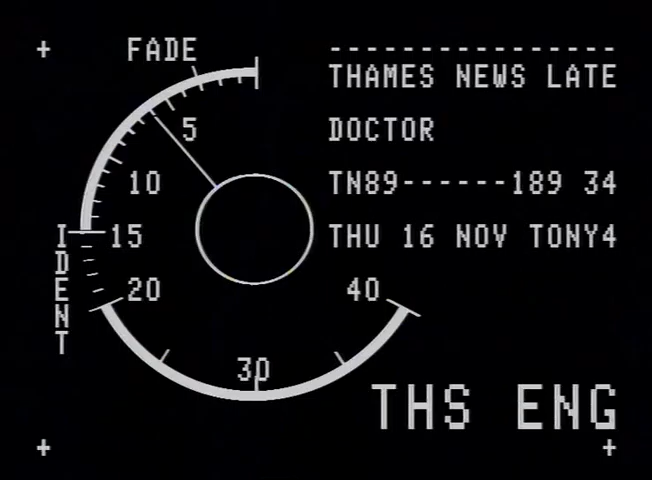 FADE
5
10
15
20
30
40
IDENT
----------------
THAMES NEWS LATE
DOCTOR
TN89------189 34
THU 16 NOV TONY4
THS ENG